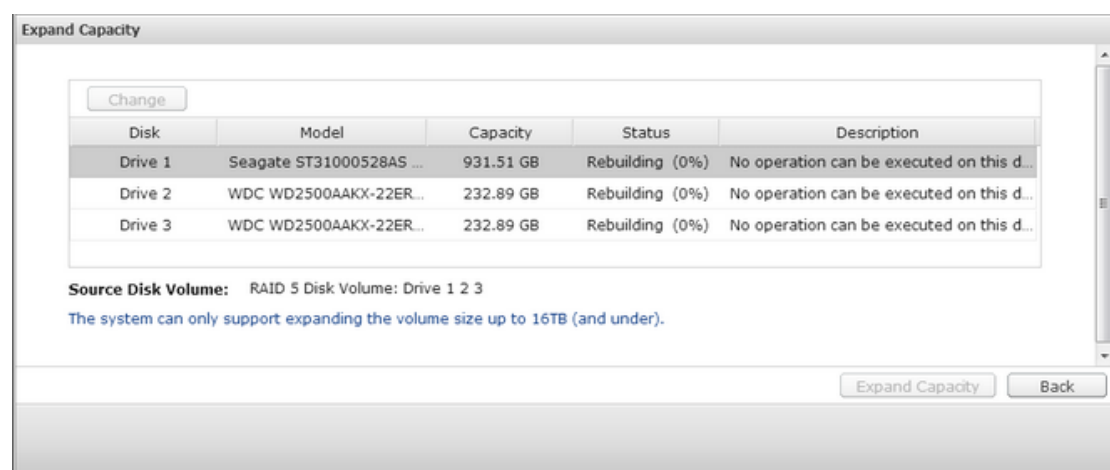 Expand Capacity
Change
Disk Model Capacity Status Description
Drive 1 Seagate ST31000528AS ... 931.51 GB Rebuilding (0%) No operation can be executed on this d...
Drive 2 WDC WD2500AAKX-22ER... 232.89 GB Rebuilding (0%) No operation can be executed on this d...
Drive 3 WDC WD2500AAKX-22ER... 232.89 GB Rebuilding (0%) No operation can be executed on this d...
Source Disk Volume: RAID 5 Disk Volume: Drive 1 2 3
The system can only support expanding the volume size up to 16TB (and under).
Expand Capacity Back